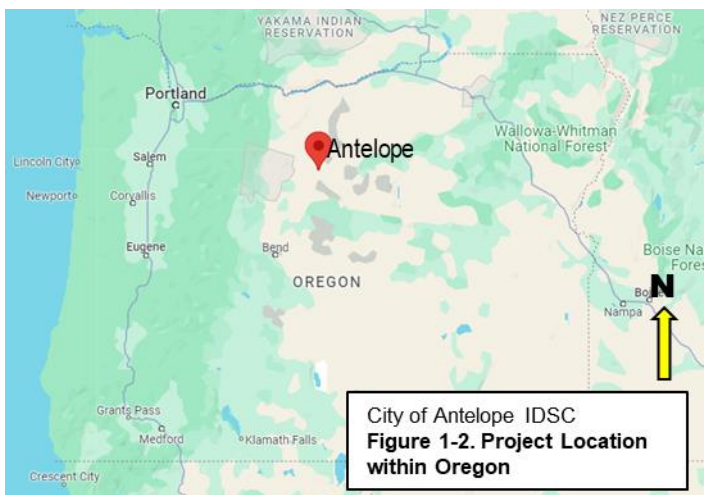 YAKAMA INDIAN
RESERVATION
NEZ PERCE
RESERVATION
Portland
Wallowa-Whitman
National Forest
Antelope
Lincoln City
Salem
Newport
Corvallis
Eugene
Bend
OREGON
Boise Na
Fores
N
Boise
Nampa
Grants Pass
Medford
Klamath Falls
Crescent City
City of Antelope IDSC
Figure 1-2. Project Location
within Oregon